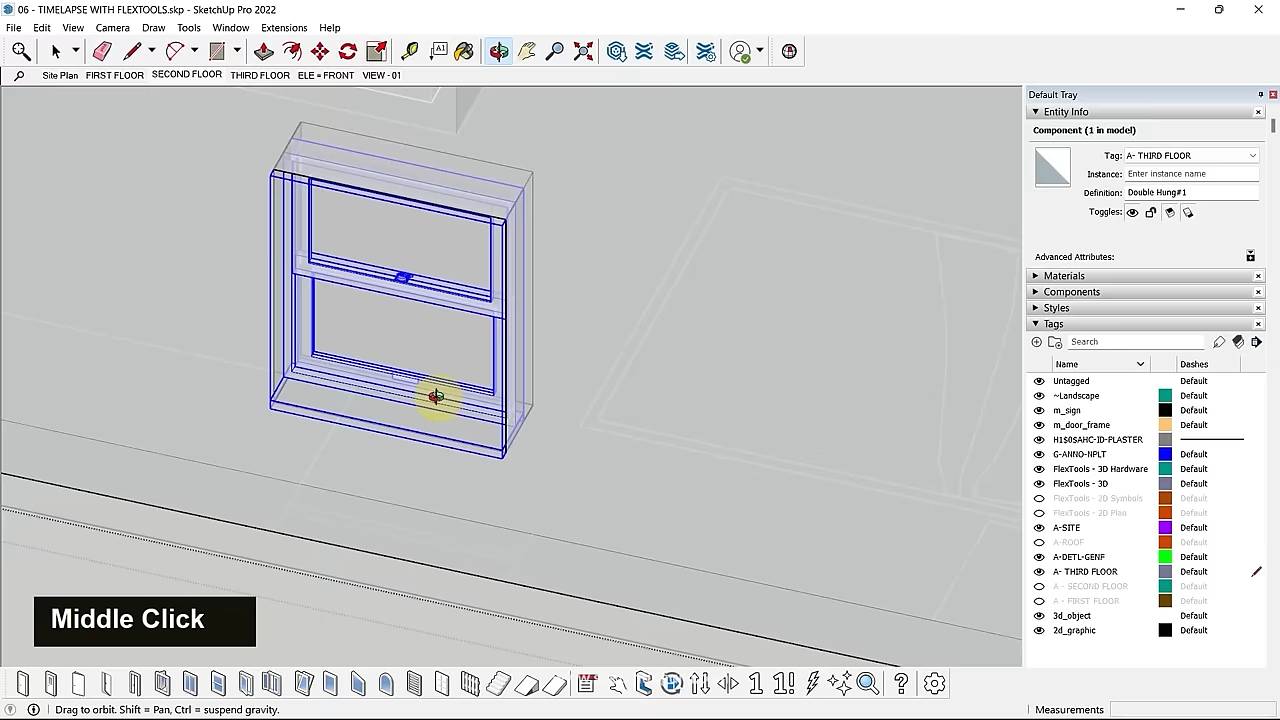 06 - TIMELAPSE WITH FLEXTOOLS.skp - SketchUp Pro 2022
File Edit View Camera Draw Tools Window Extensions Help
A1
Site Plan FIRST FLOOR SECOND FLOOR THIRD FLOOR ELE = FRONT VIEW - 01
Default Tray
Entity Info
Component (1 in model)
Tag: A- THIRD FLOOR
Instance: Enter instance name
Definition: Double Hung#1
Toggles:
Advanced Attributes:
Materials
Components
Styles
Tags
Search
Name Dashes
Untagged Default
~Landscape Default
m_sign Default
m_door_frame Default
H1$0$AHC-ID-PLASTER
G-ANNO-NPLT Default
FlexTools - 3D Hardware Default
FlexTools - 3D Default
FlexTools - 2D Symbols Default
FlexTools - 2D Plan Default
A-SITE Default
A-ROOF Default
A-DETL-GENF Default
A- THIRD FLOOR Default
A - SECOND FLOOR Default
A - FIRST FLOOR Default
3d_object Default
2d_graphic Default
Middle Click
1 1! ?
Drag to orbit. Shift = Pan, Ctrl = suspend gravity.
Measurements